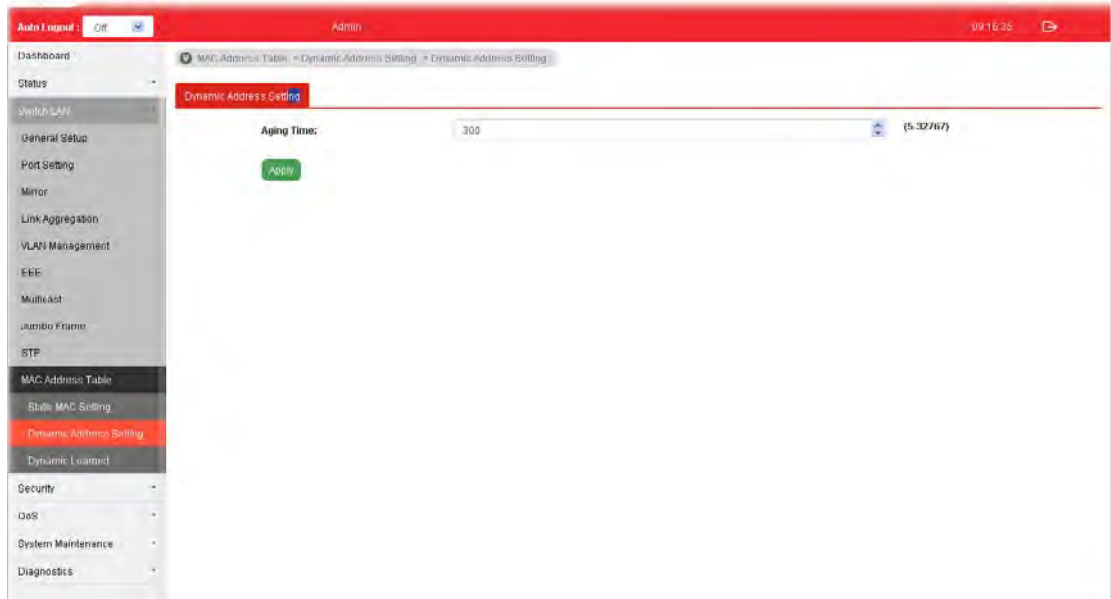 Auto Logout : Off Admin 09:16:35
Dashboard
MAC Address Table > Dynamic Address Setting > Dynamic Address Setting
Status
Dynamic Address Setting
Switch LAN
Aging Time: 300 (5-32767)
General Setup
Port Setting
Apply
Mirror
Link Aggregation
VLAN Management
EEE
Multicast
Jumbo Frame
STP
MAC Address Table
Static MAC Setting
Dynamic Address Setting
Dynamic Learned
Security
QoS
System Maintenance
Diagnostics